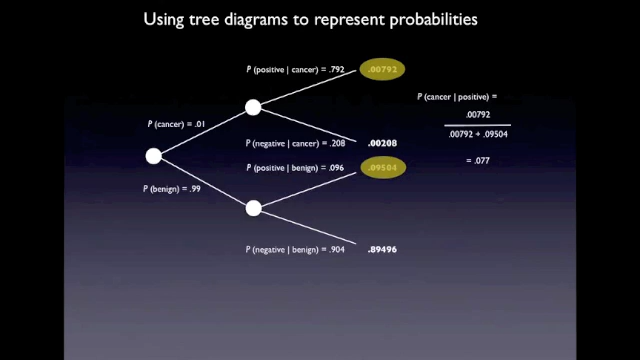 Using tree diagrams to represent probabilities
P (positive | cancer) = .792 .00792
P (cancer | positive) =
.00792
.00792 + .09504
= .077
P (cancer) = .01
P (negative | cancer) = .208 .00208
P (positive | benign) = .096 .09504
P (benign) = .99
P (negative | benign) = .904 .89496